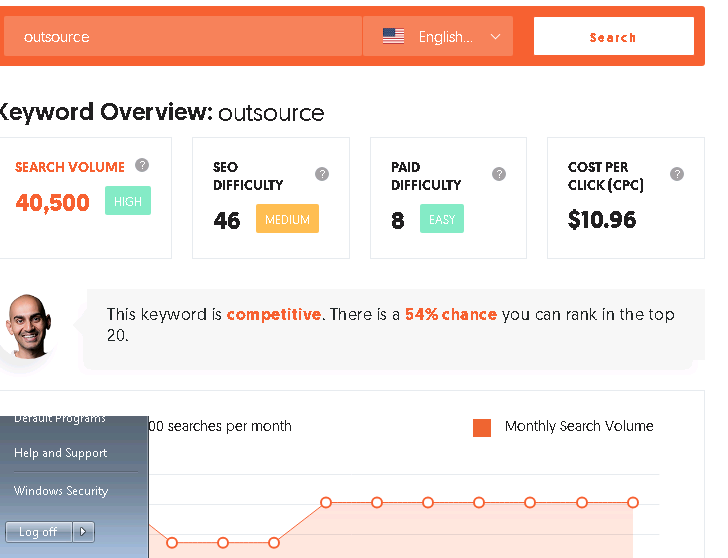 outsource
English...
Search
Keyword Overview: outsource
SEARCH VOLUME ?
40,500 HIGH
SEO DIFFICULTY ?
46 MEDIUM
PAID DIFFICULTY ?
8 EASY
COST PER CLICK (CPC) ?
$10.96
This keyword is competitive. There is a 54% chance you can rank in the top
20.
00 searches per month
Monthly Search Volume
Default Programs
Help and Support
Windows Security
Log off